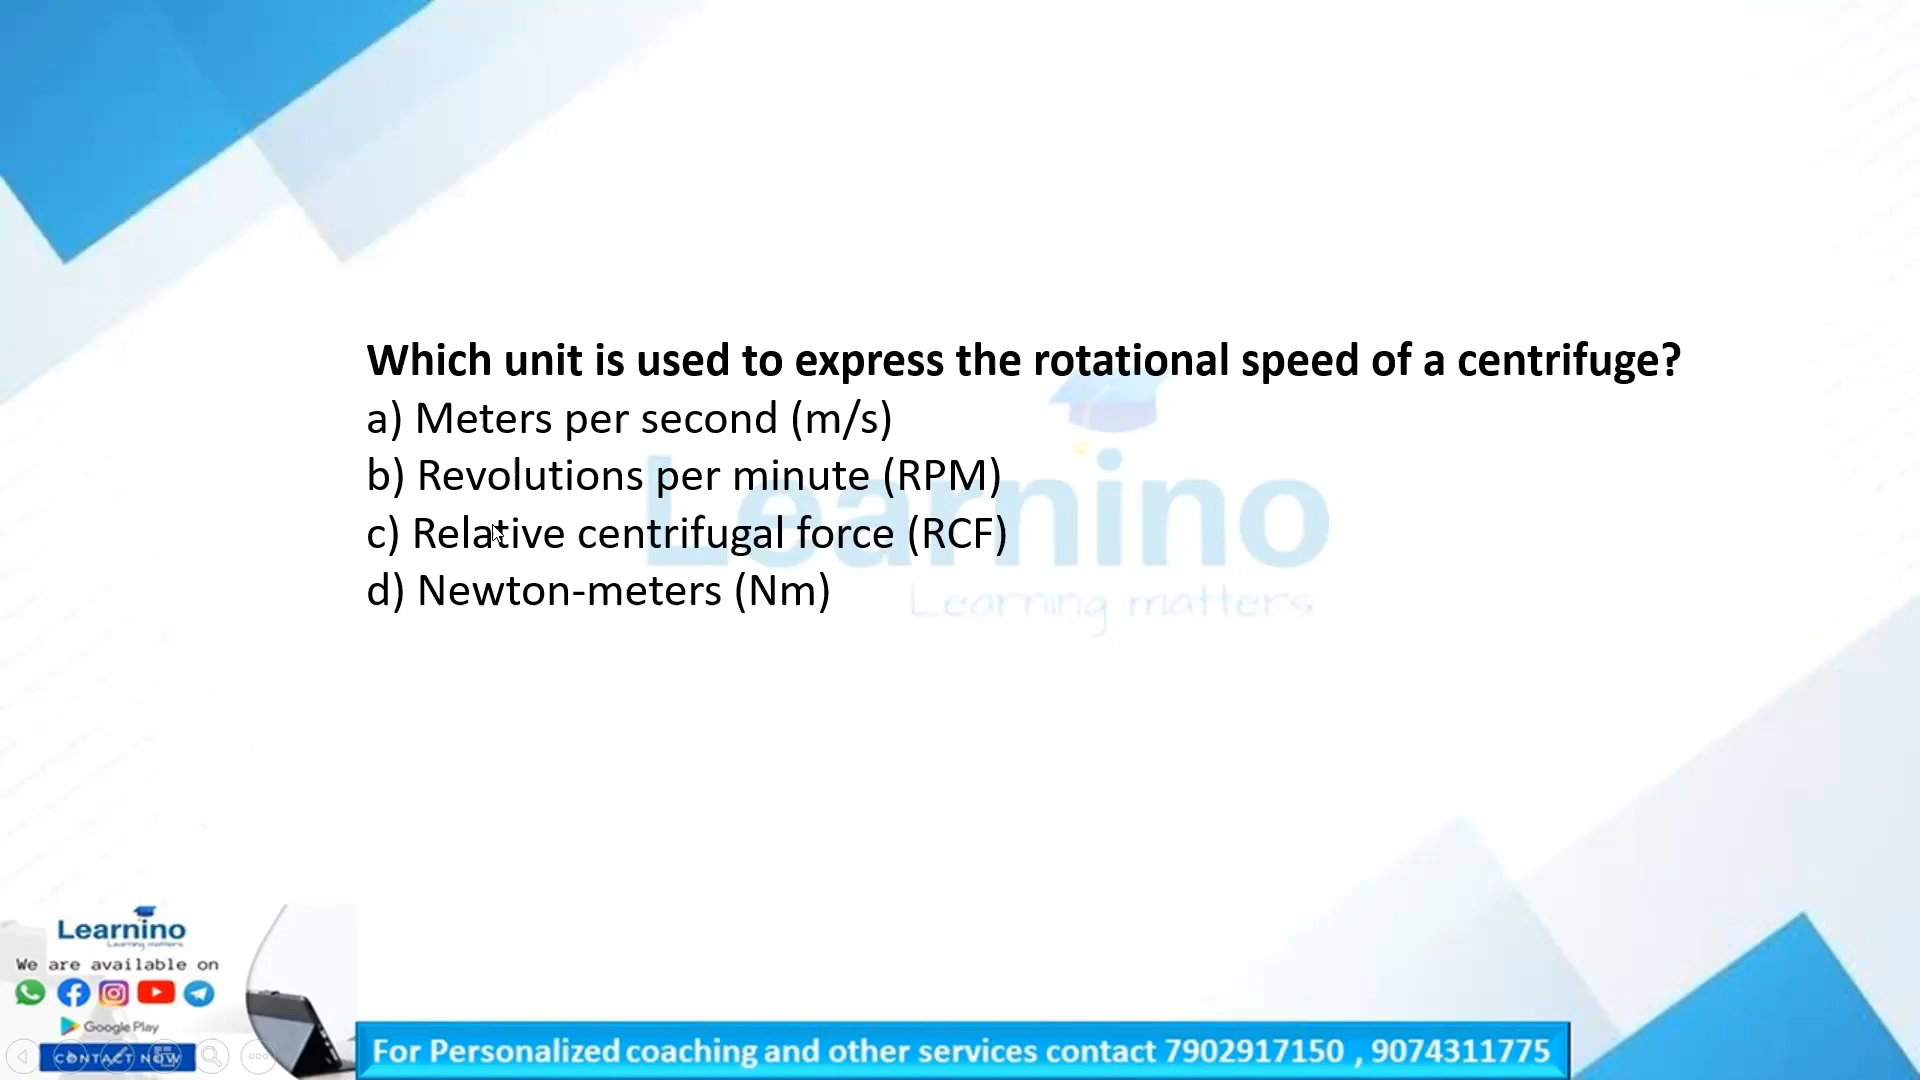 Which unit is used to express the rotational speed of a centrifuge?
a) Meters per second (m/s)
b) Revolutions per minute (RPM)
c) Relative centrifugal force (RCF)
d) Newton-meters (Nm)
Learnino
Learning matters
Learnino
Learning matters
We are available on
Google Play
CONTACT NOW
For Personalized coaching and other services contact 7902917150 , 9074311775